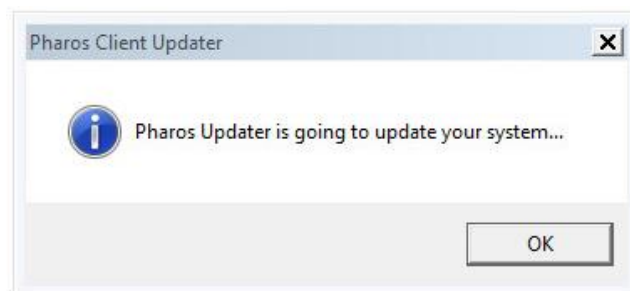 Pharos Client Updater
Pharos Updater is going to update your system...
OK